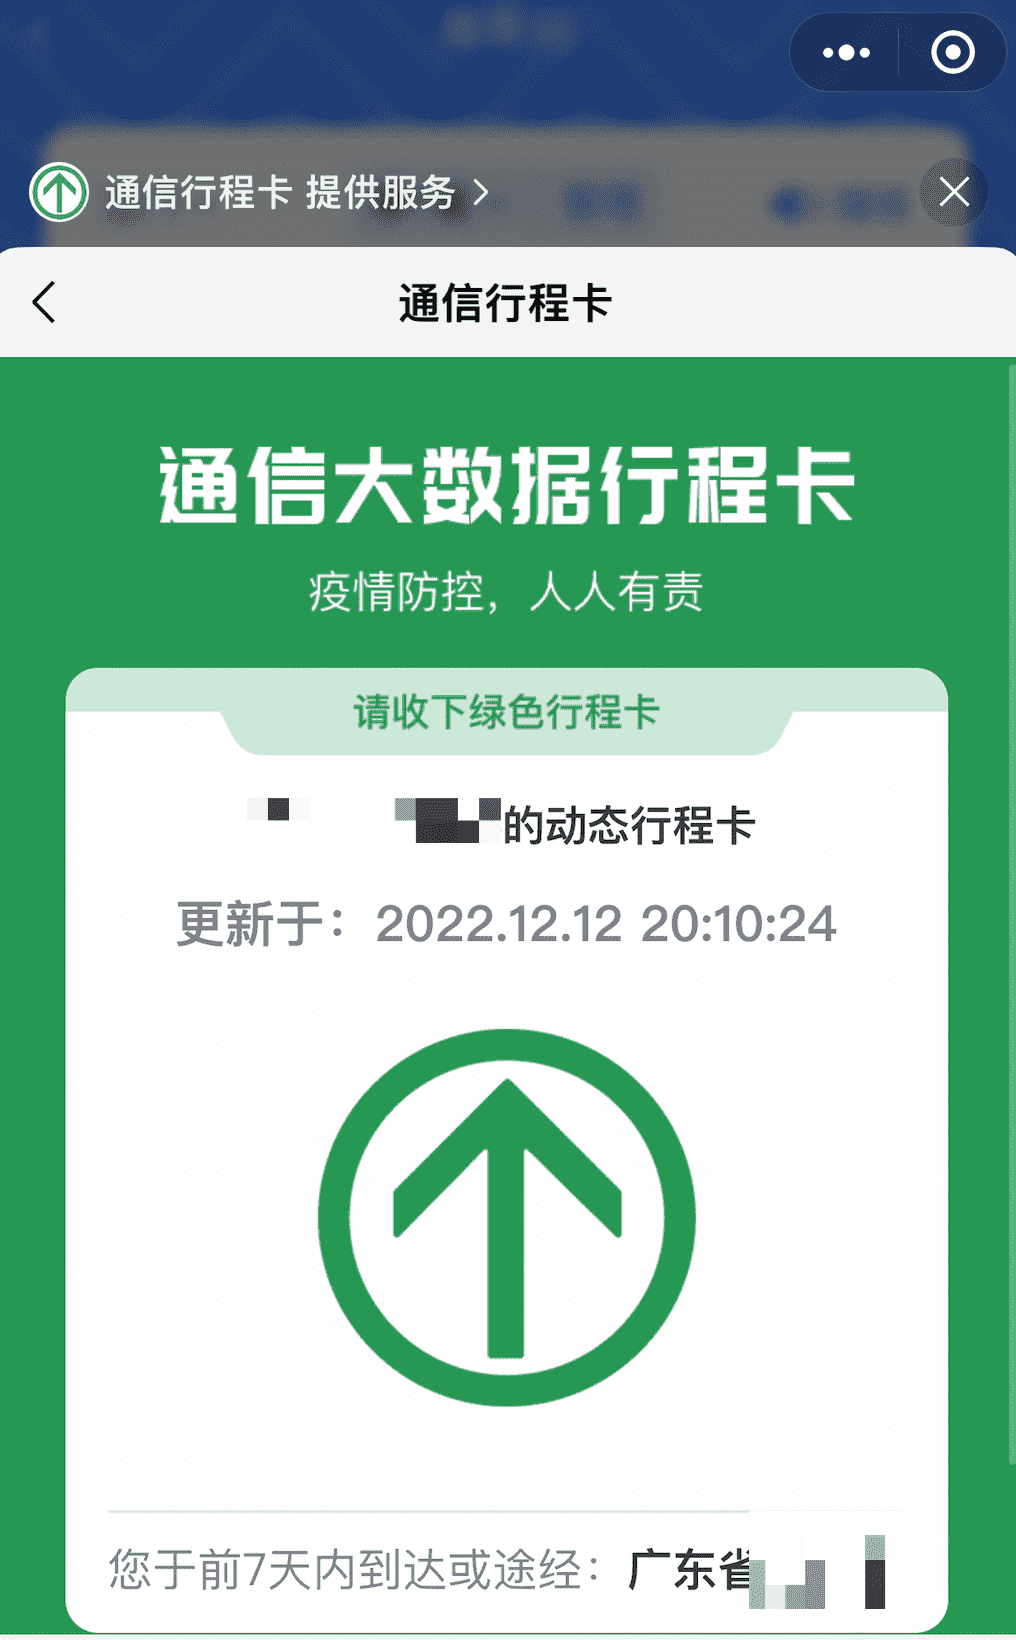 通信行程卡 提供服务
通信行程卡
通信大数据行程卡
疫情防控，人人有责
请收下绿色行程卡
的动态行程卡
更新于：2022.12.12 20:10:24
您于前7天内到达或途经：广东省